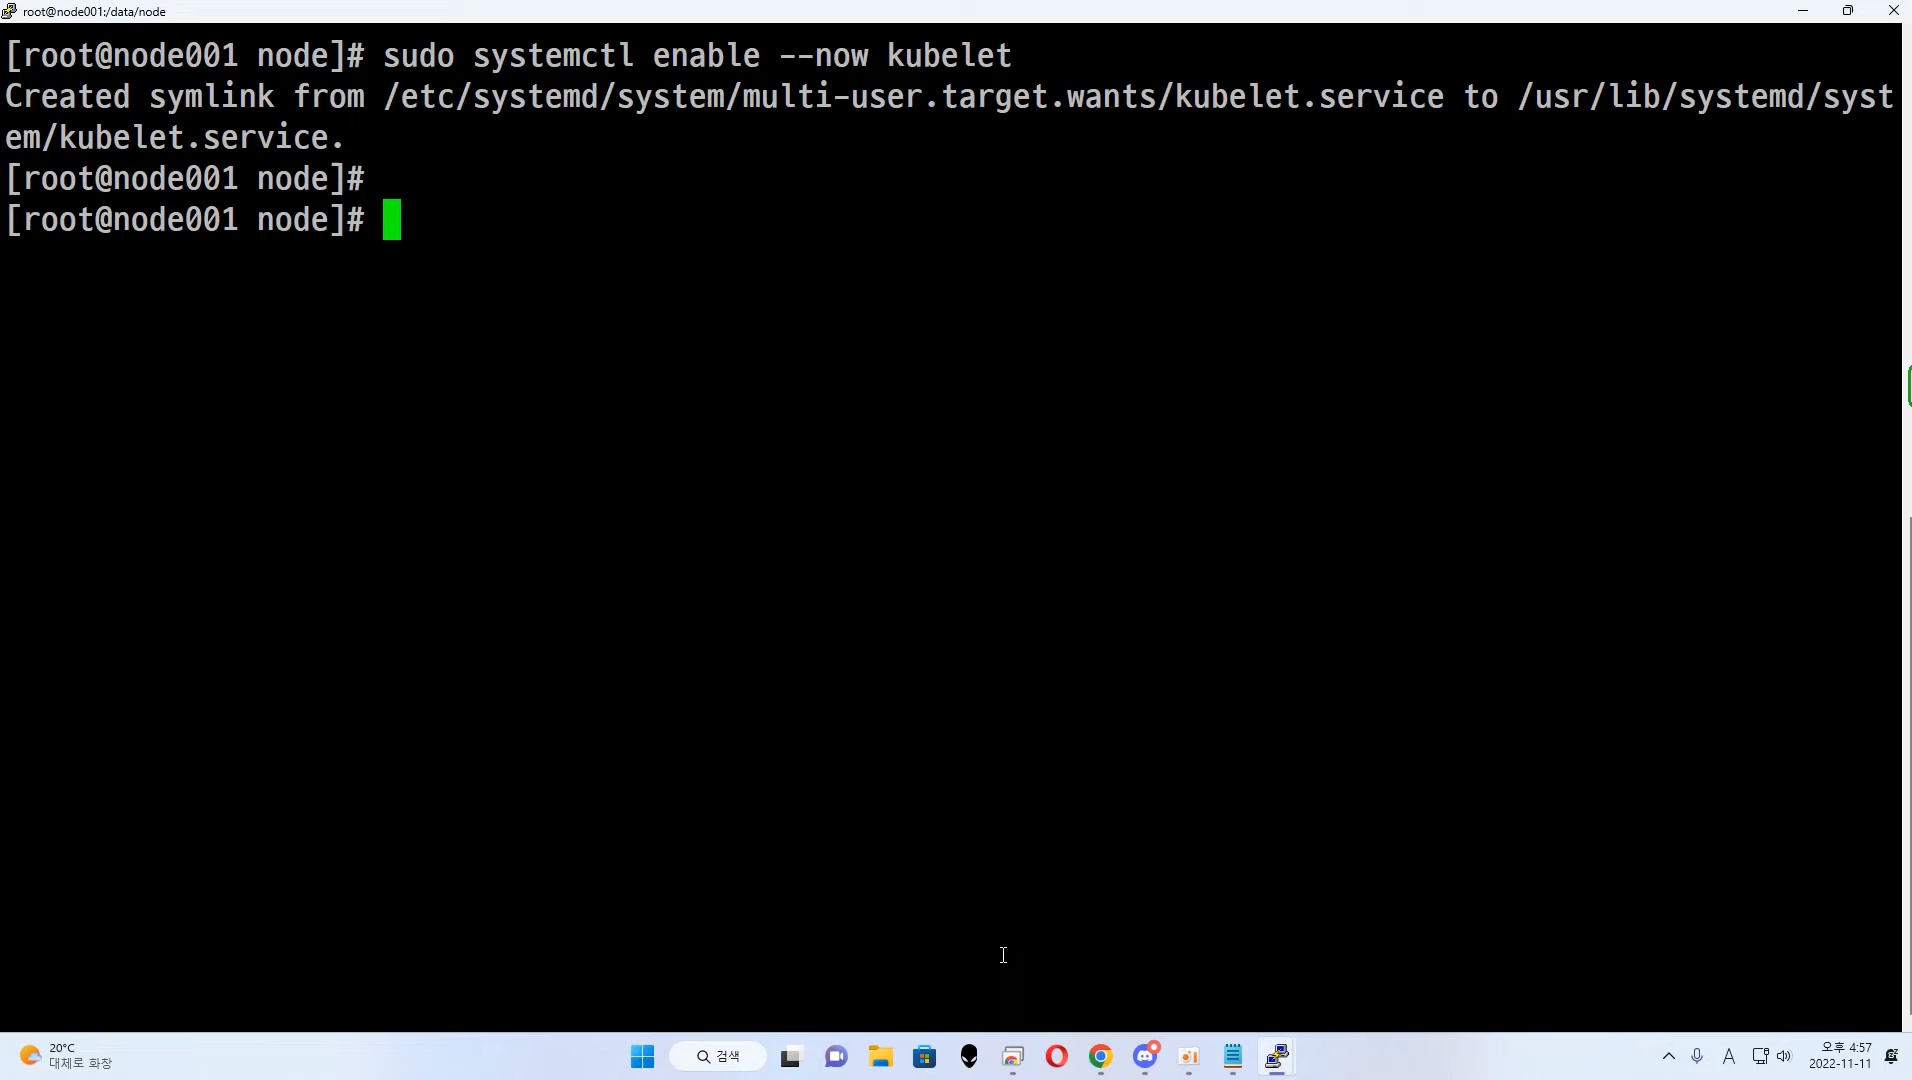 root@node001:/data/node
[root@node001 node]# sudo systemctl enable --now kubelet
Created symlink from /etc/systemd/system/multi-user.target.wants/kubelet.service to /usr/lib/systemd/syst
em/kubelet.service.
[root@node001 node]#
[root@node001 node]#
20°C
대체로 화창
검색
A
오후 4:57
2022-11-11